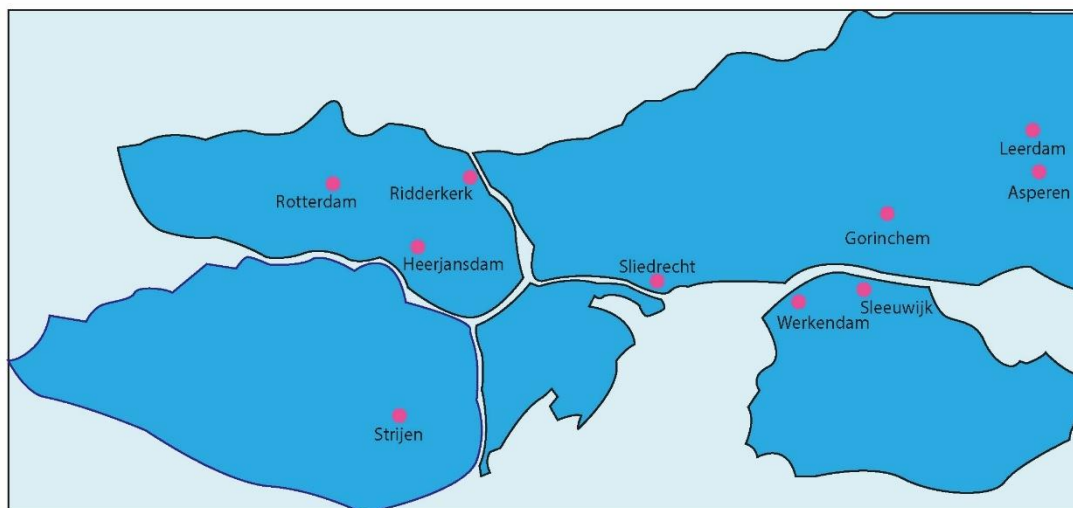 Leerdam
Asperen
Ridderkerk
Rotterdam
Gorinchem
Heerjansdam
Sliedrecht
Sleeuwijk
Werkendam
Strijen